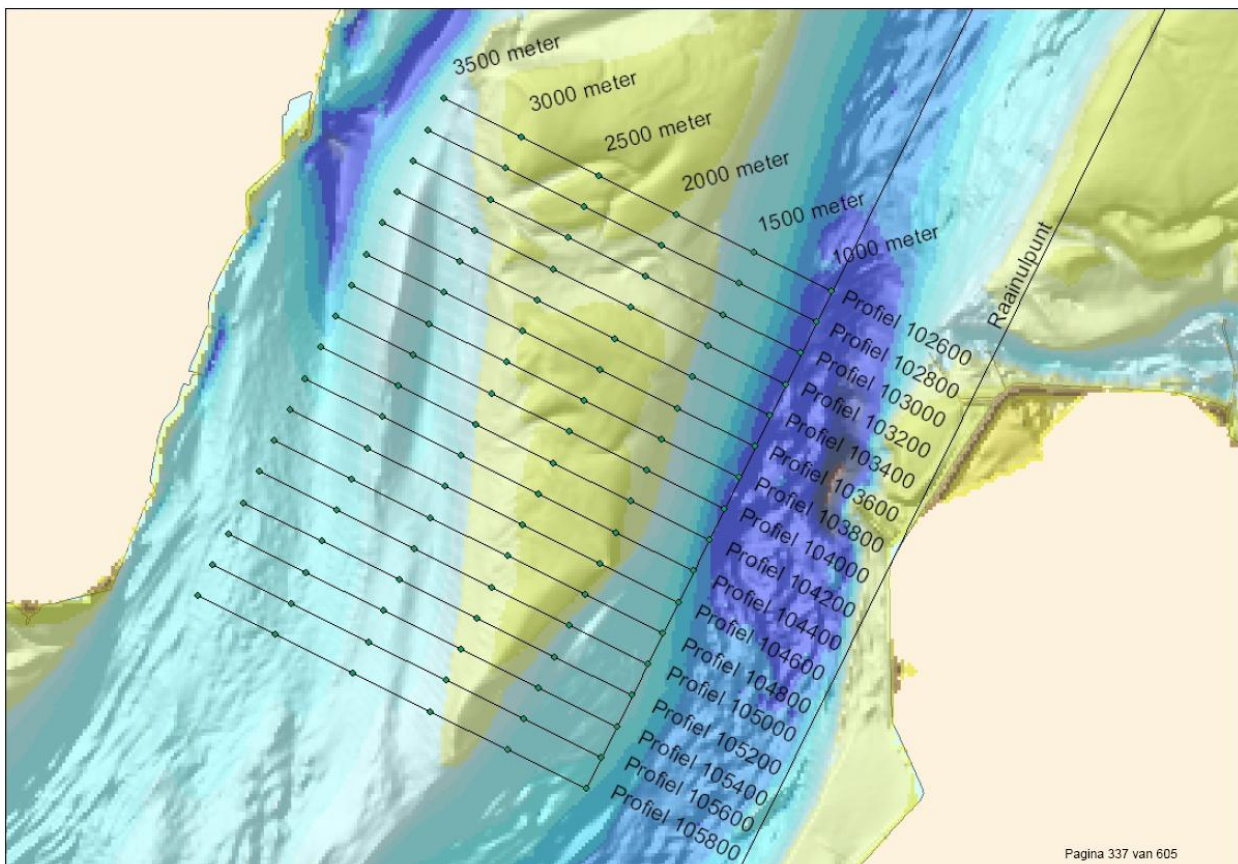 3500 meter
3000 meter
2500 meter
2000 meter
1500 meter
1000 meter
Raainulpunt
Profiel 102600
Profiel 102800
Profiel 103000
Profiel 103200
Profiel 103400
Profiel 103600
Profiel 103800
Profiel 104000
Profiel 104200
Profiel 104400
Profiel 104600
Profiel 104800
Profiel 105000
Profiel 105200
Profiel 105400
Profiel 105600
Profiel 105800
Pagina 337 van 605